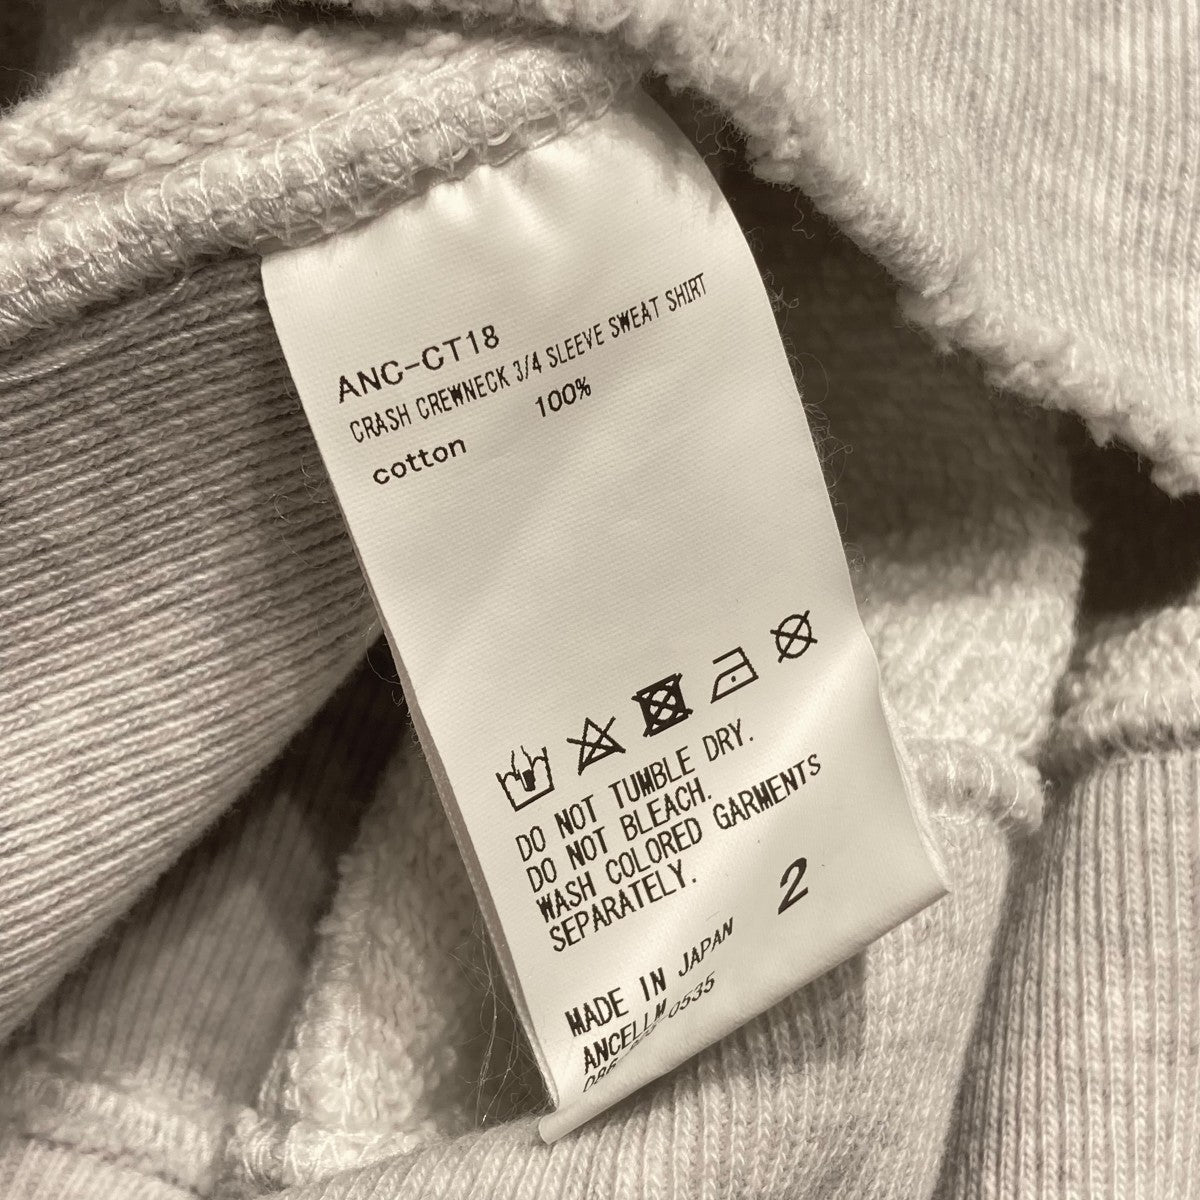 ANC-CT18
CRASH CREWNECK 3/4 SLEEVE SWEAT SHIRT
cotton 100%
DO NOT TUMBLE DRY.
DO NOT BLEACH.
WASH COLORED GARMENTS
SEPARATELY.
2
MADE IN JAPAN
ANCELLM
0535